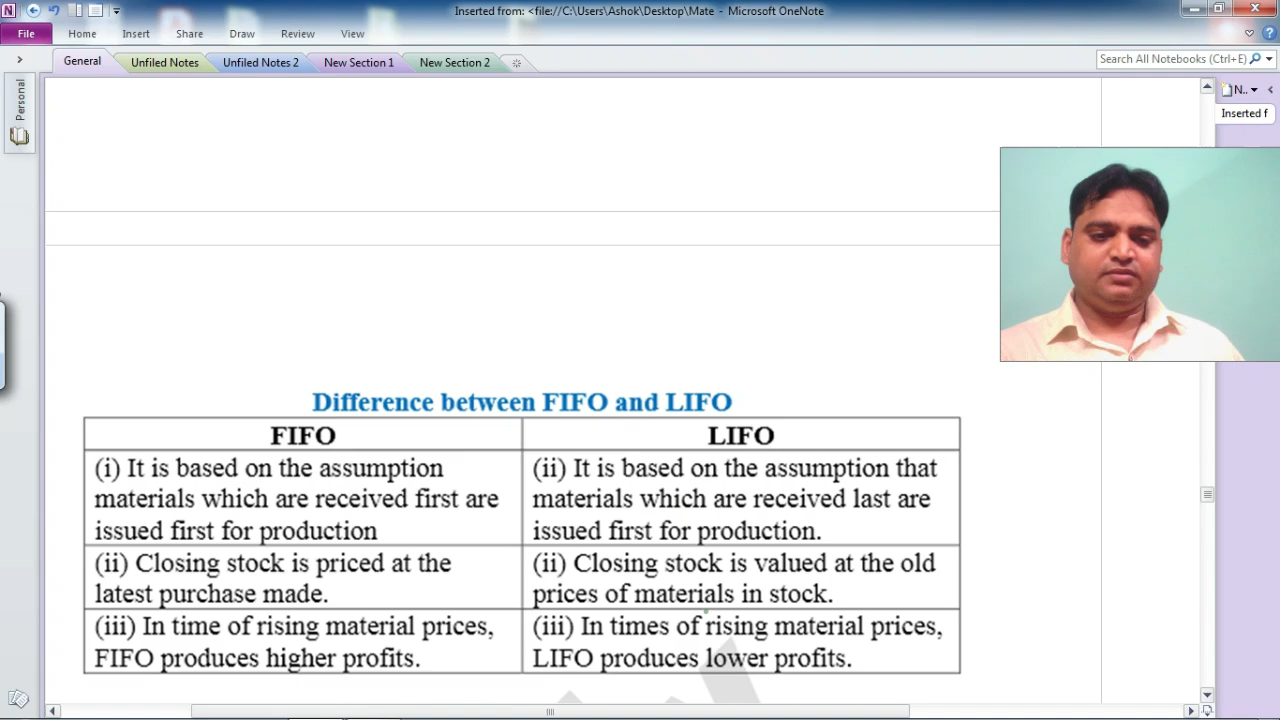 Inserted from: <file://C:\Users\Ashok\Desktop\Mate - Microsoft OneNote
File Home Insert Share Draw Review View
General Unfiled Notes Unfiled Notes 2 New Section 1 New Section 2
Search All Notebooks (Ctrl+E)
Personal
N..
Inserted f
Difference between FIFO and LIFO
FIFO
LIFO
(i) It is based on the assumption
materials which are received first are
issued first for production
(ii) It is based on the assumption that
materials which are received last are
issued first for production.
(ii) Closing stock is priced at the
latest purchase made.
(ii) Closing stock is valued at the old
prices of materials in stock.
(iii) In time of rising material prices,
FIFO produces higher profits.
(iii) In times of rising material prices,
LIFO produces lower profits.